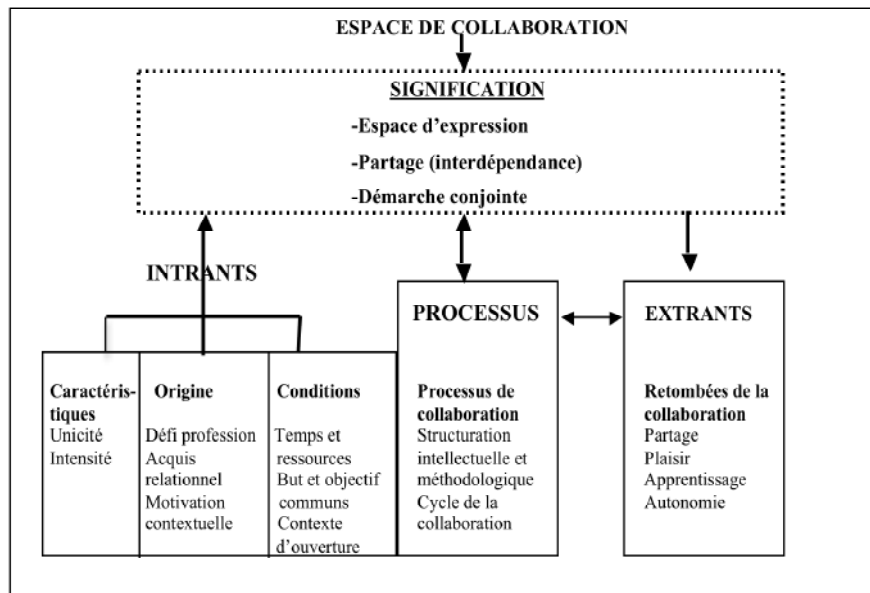 ESPACE DE COLLABORATION
SIGNIFICATION
-Espace d'expression
-Partage (interdépendance)
-Démarche conjointe
INTRANTS
Caractéris-
tiques
Unicité
Intensité
Origine
Défi profession
Acquis
relationnel
Motivation
contextuelle
Conditions
Temps et
ressources
But et objectif
communs
Contexte
d'ouverture
PROCESSUS
Processus de
collaboration
Structuration
intellectuelle et
méthodologique
Cycle de la
collaboration
EXTRANTS
Retombées de la
collaboration
Partage
Plaisir
Apprentissage
Autonomie